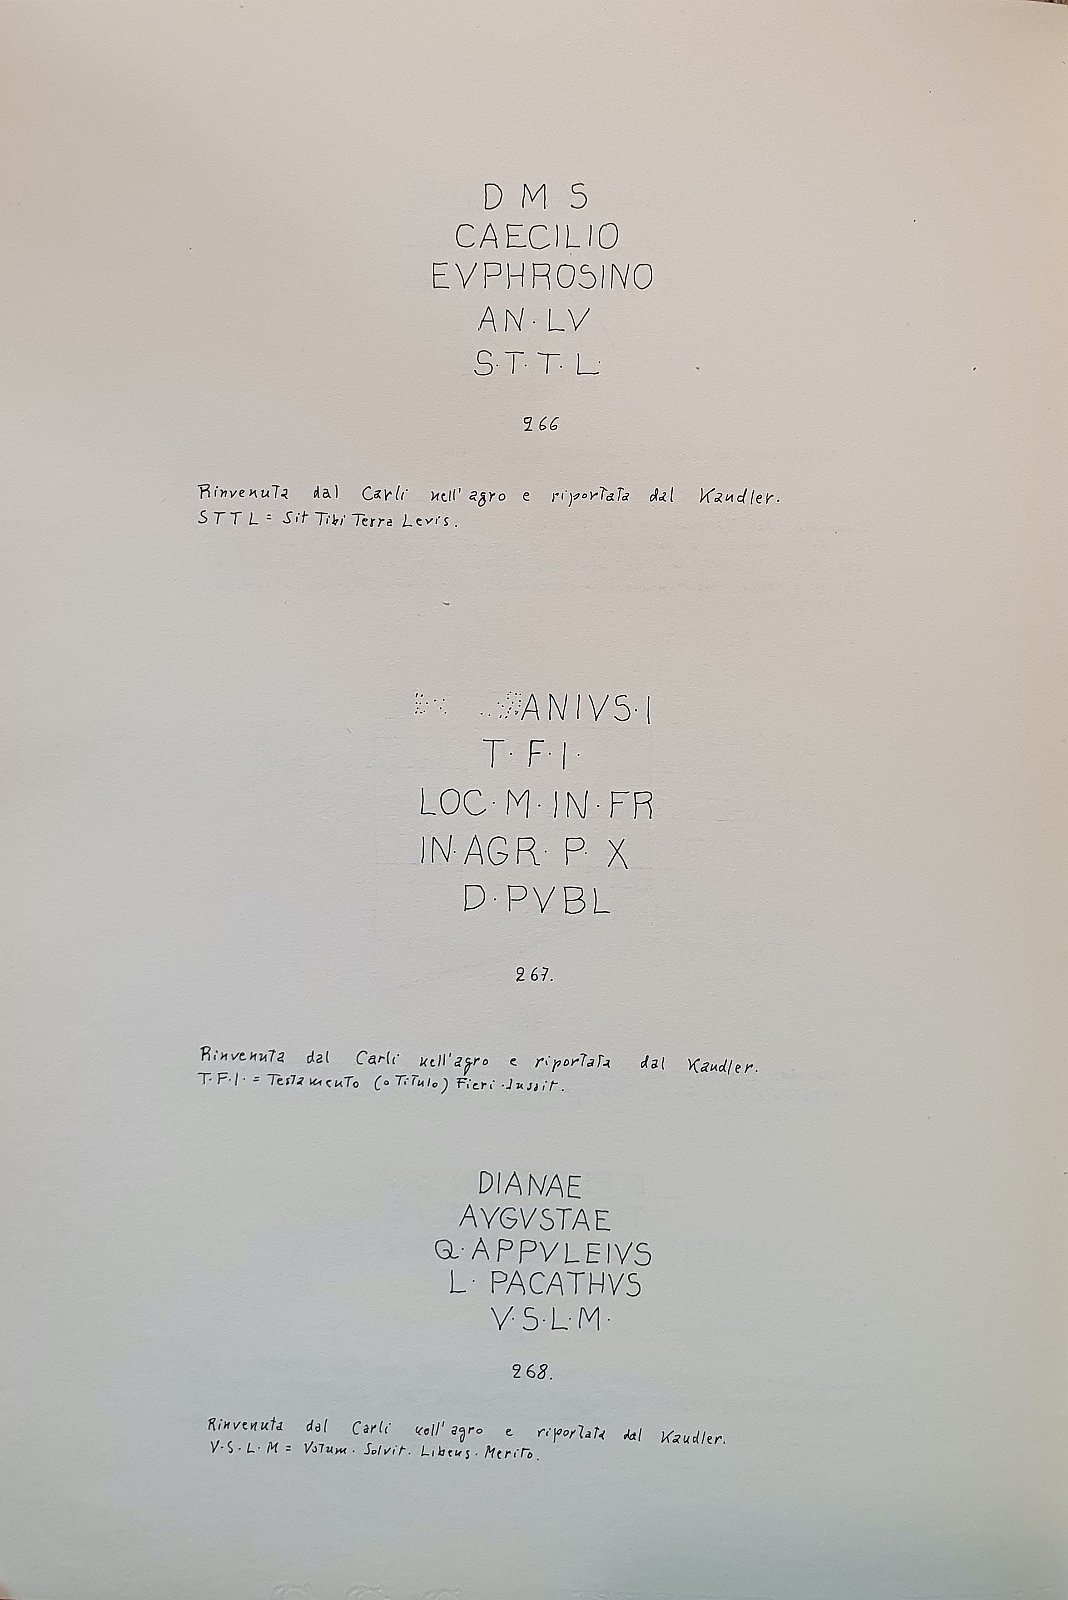 D M S
CAECILIO
EVPHROSINO
AN· LV
S·T·T·L·
266
Rinvenuta dal Carli nell'agro e riportata dal Kandler.
S T T L = Sit Tibi Terra Levis.
ANIVS·I
T·F·I·
LOC·M·IN·FR
IN·AGR·P·X
D·PVBL
267.
Rinvenuta dal Carli nell'agro e riportata dal Kandler.
T·F·I· = Testamento (o Titulo) Fieri Iussit.
DIANAE
AVGVSTAE
Q·APPVLEIVS
L· PACATHVS
V·S·L·M·
268.
Rinvenuta dal Carli nell'agro e riportata dal Kandler.
V·S·L·M = Votum· Solvit· Libens· Merito.